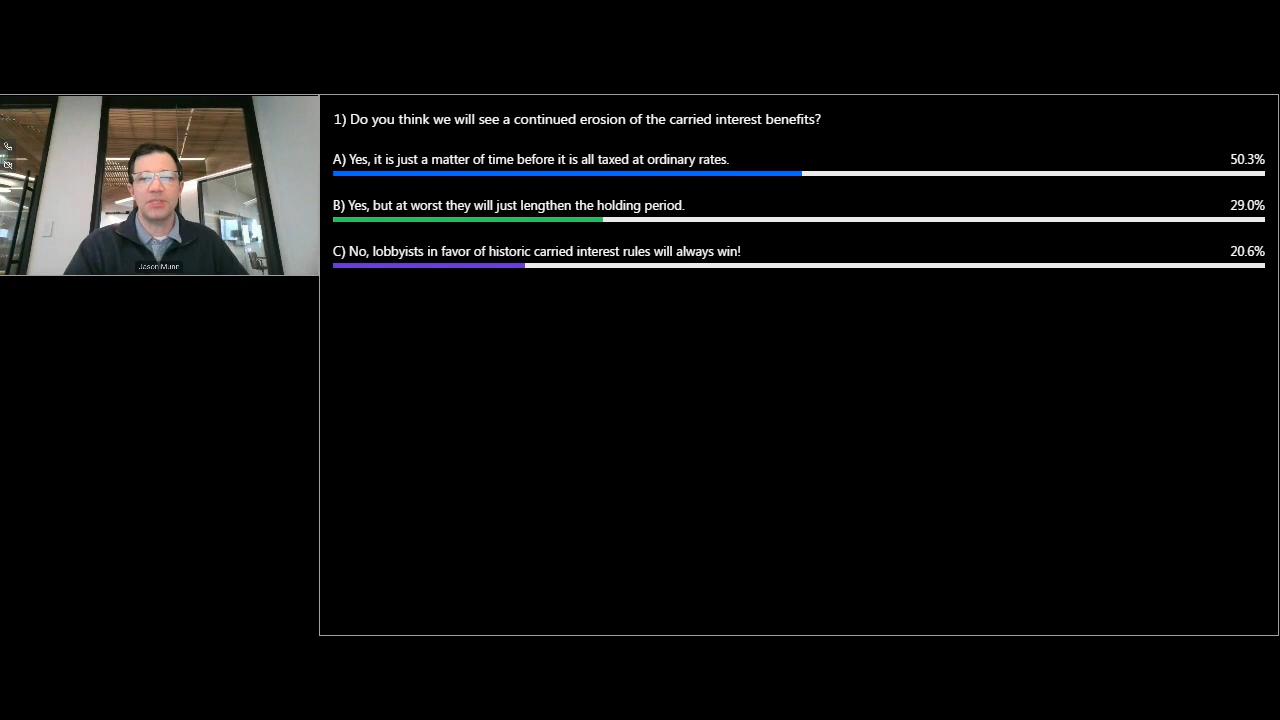 1) Do you think we will see a continued erosion of the carried interest benefits?
A) Yes, it is just a matter of time before it is all taxed at ordinary rates.
50.3%
B) Yes, but at worst they will just lengthen the holding period.
29.0%
C) No, lobbyists in favor of historic carried interest rules will always win!
20.6%
Jason Munn